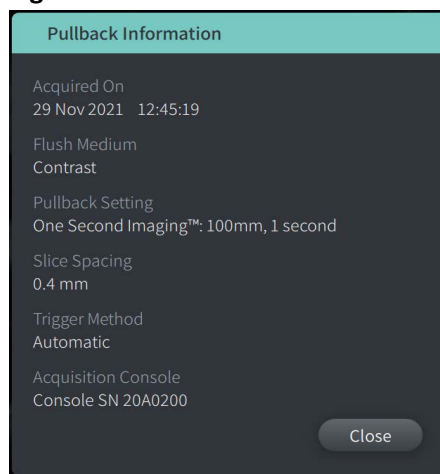 Pullback Information
Acquired On
29 Nov 2021 12:45:19
Flush Medium
Contrast
Pullback Setting
One Second Imaging™: 100mm, 1 second
Slice Spacing
0.4 mm
Trigger Method
Automatic
Acquisition Console
Console SN 20A0200
Close